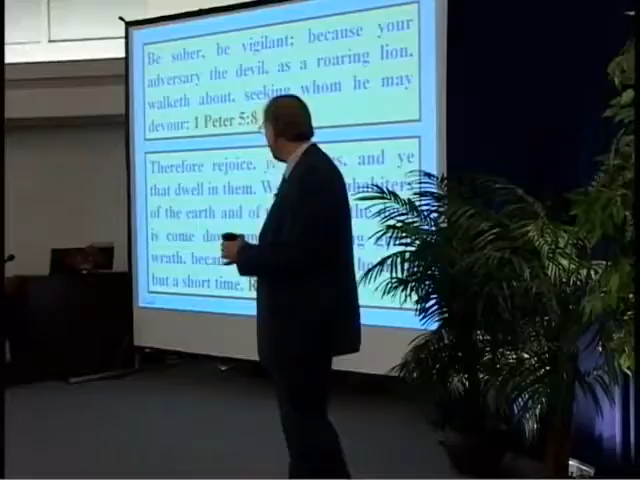 Be sober, be vigilant; because your
adversary the devil, as a roaring lion,
walketh about, seeking whom he may
devour: 1 Peter 5:8
Therefore rejoice, and ye
that dwell in them.
of the earth and of
is come
wrath,
but a short time.